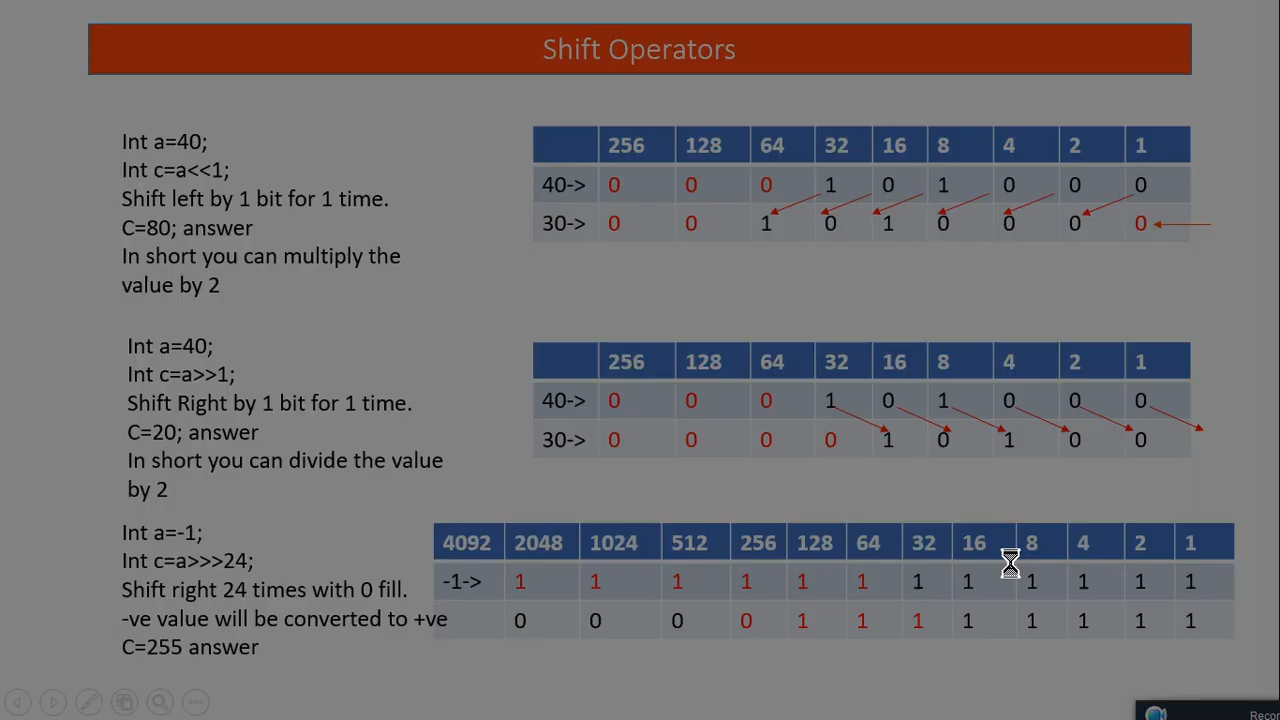 Shift Operators
Int a=40;
Int c=a<<1;
Shift left by 1 bit for 1 time.
C=80; answer
In short you can multiply the
value by 2
256 128 64 32 16 8 4 2 1
40-> 0 0 0 1 0 1 0 0 0
30-> 0 0 1 0 1 0 0 0 0
Int a=40;
Int c=a>>1;
Shift Right by 1 bit for 1 time.
C=20; answer
In short you can divide the value
by 2
256 128 64 32 16 8 4 2 1
40-> 0 0 0 1 0 1 0 0 0
30-> 0 0 0 0 1 0 1 0 0
Int a=-1;
Int c=a>>>24;
Shift right 24 times with 0 fill.
-ve value will be converted to +ve
C=255 answer
4092 2048 1024 512 256 128 64 32 16 8 4 2 1
-1-> 1 1 1 1 1 1 1 1 1 1 1 1
0 0 0 0 1 1 1 1 1 1 1 1